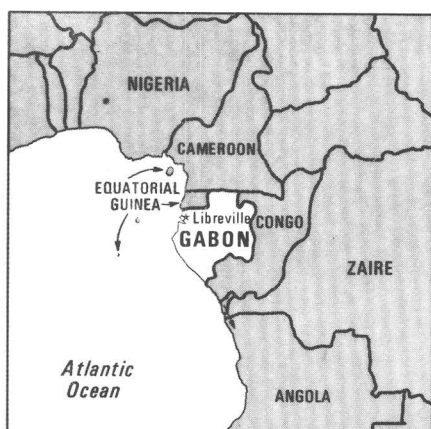 NIGERIA
CAMEROON
EQUATORIAL
GUINEA
Libreville
GABON
CONGO
ZAIRE
Atlantic
Ocean
ANGOLA